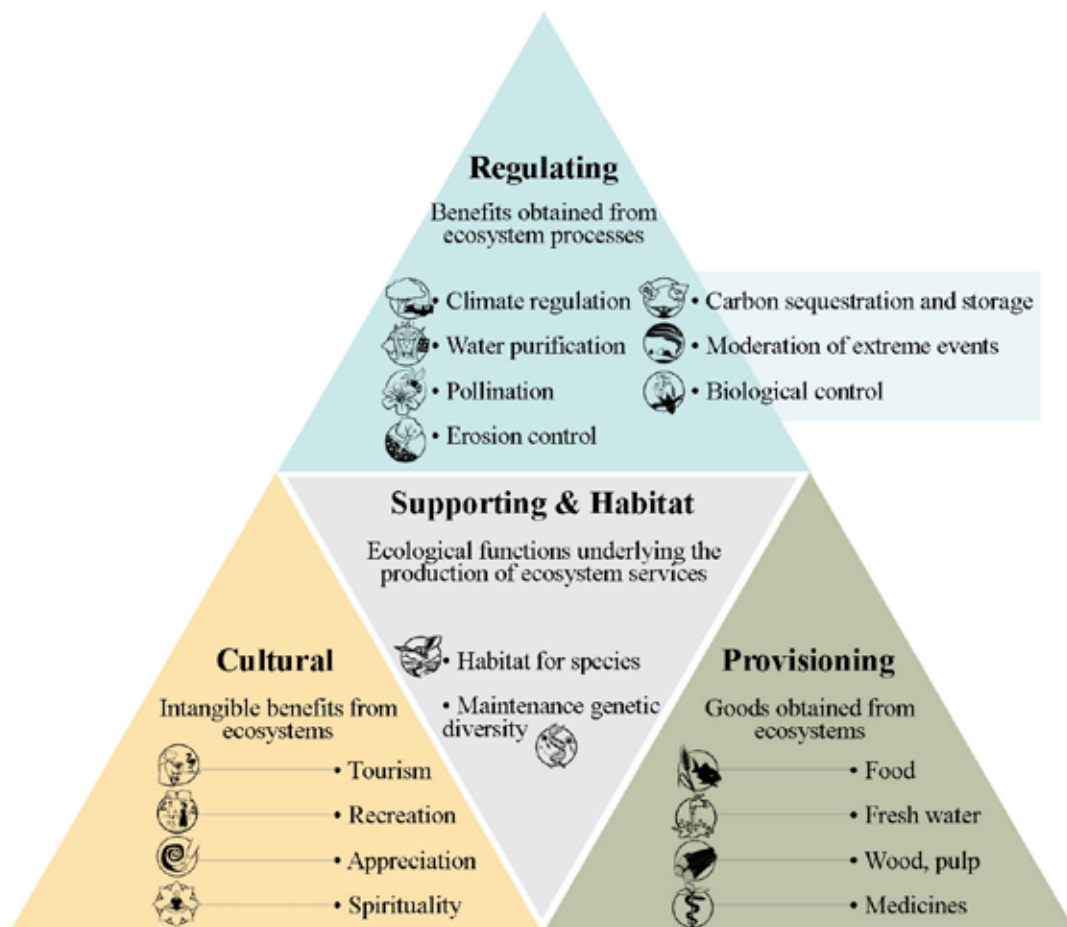 Regulating
Benefits obtained from
ecosystem processes
• Climate regulation
• Water purification
• Pollination
• Erosion control
• Carbon sequestration and storage
• Moderation of extreme events
• Biological control
Supporting & Habitat
Ecological functions underlying the
production of ecosystem services
• Habitat for species
• Maintenance genetic
diversity
Cultural
Intangible benefits from
ecosystems
• Tourism
• Recreation
• Appreciation
• Spirituality
Provisioning
Goods obtained from
ecosystems
• Food
• Fresh water
• Wood, pulp
• Medicines